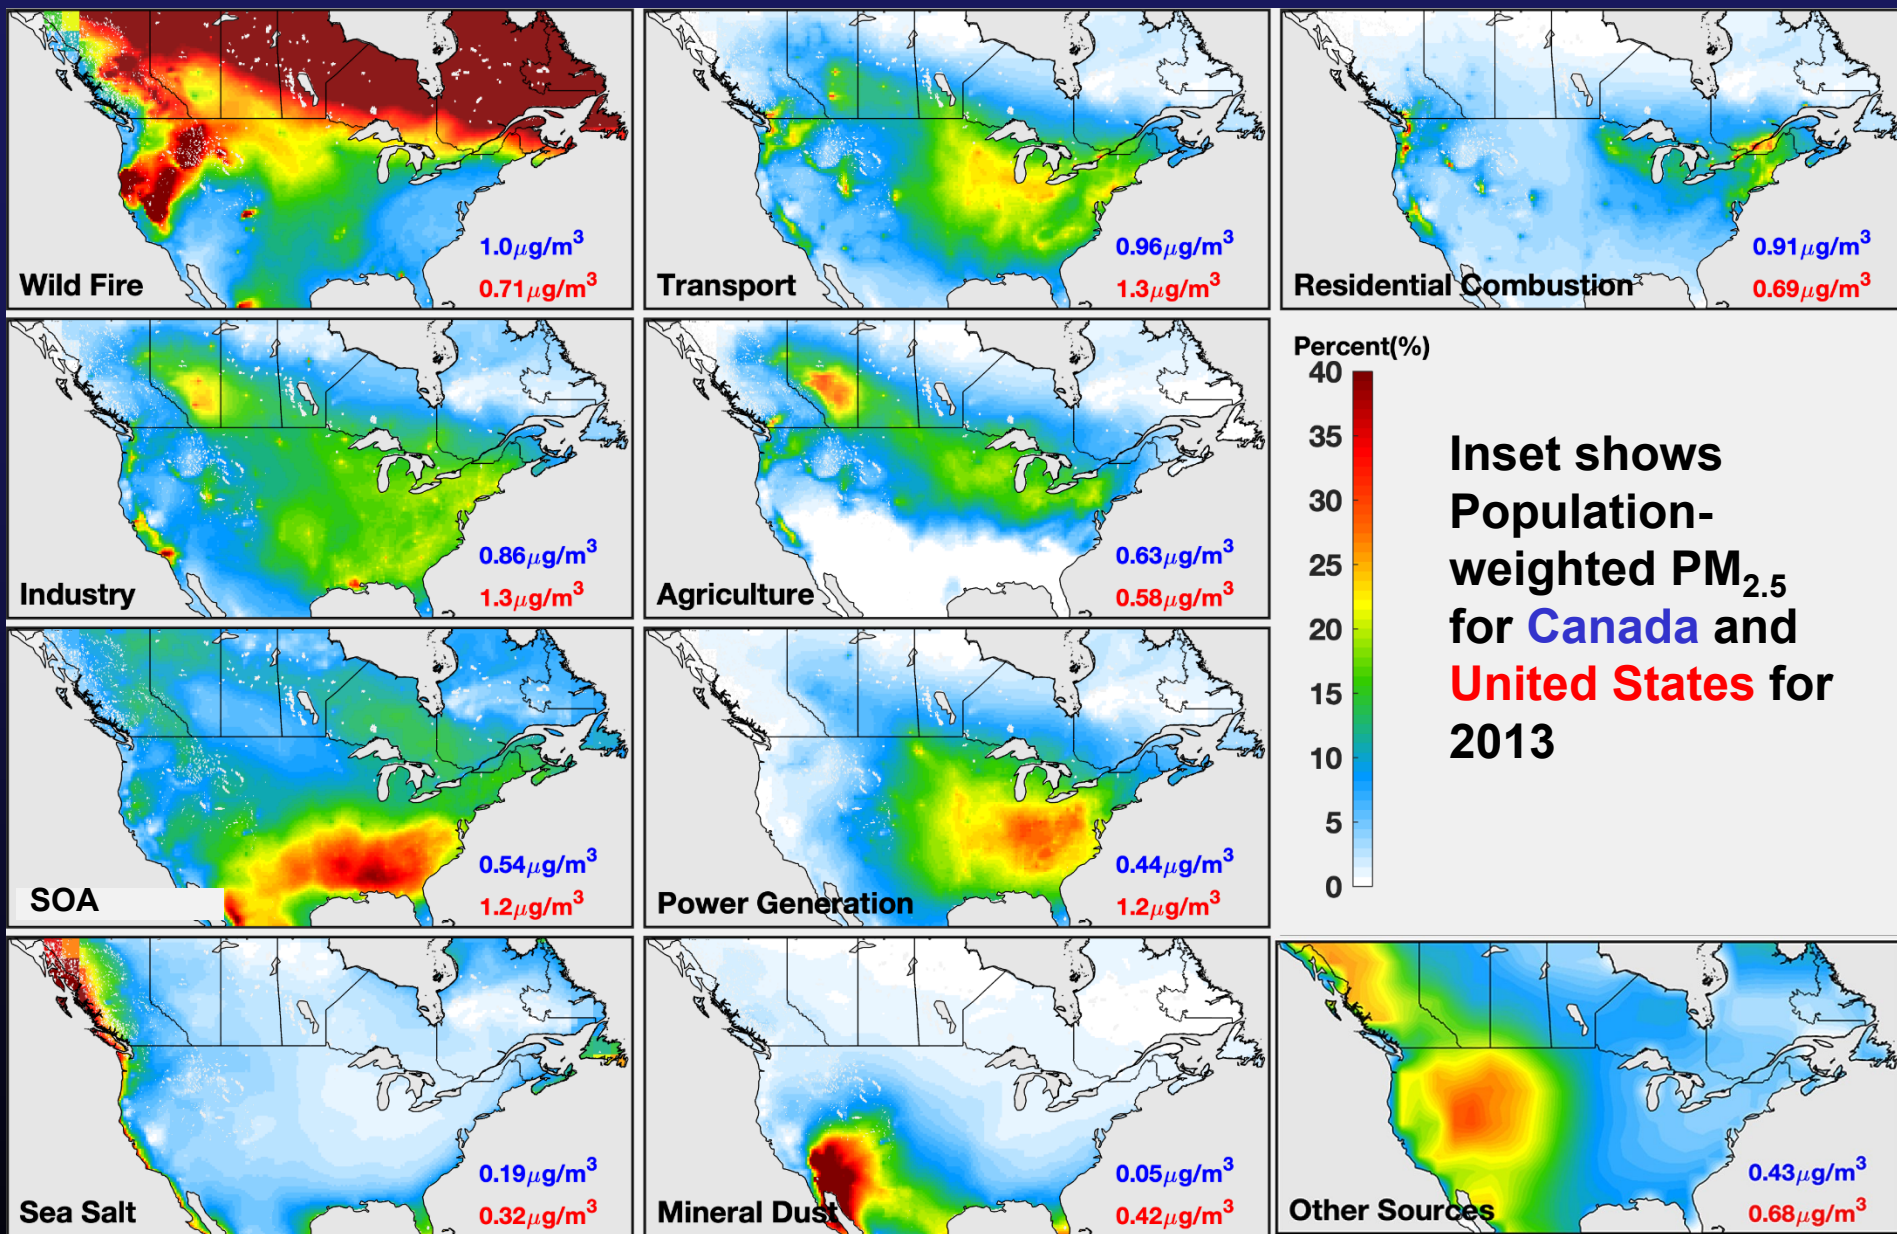 1.0μg/m³
0.71μg/m³
Wild Fire
0.96μg/m³
1.3μg/m³
Transport
0.91μg/m³
0.69μg/m³
Residential Combustion
0.86μg/m³
1.3μg/m³
Industry
0.63μg/m³
0.58μg/m³
Agriculture
Percent(%)
40
35
30
25
20
15
10
5
0
Inset shows
Population-
weighted PM₂.₅
for Canada and
United States for
2013
0.54μg/m³
1.2μg/m³
SOA
0.44μg/m³
1.2μg/m³
Power Generation
0.19μg/m³
0.32μg/m³
Sea Salt
0.05μg/m³
0.42μg/m³
Mineral Dust
0.43μg/m³
0.68μg/m³
Other Sources